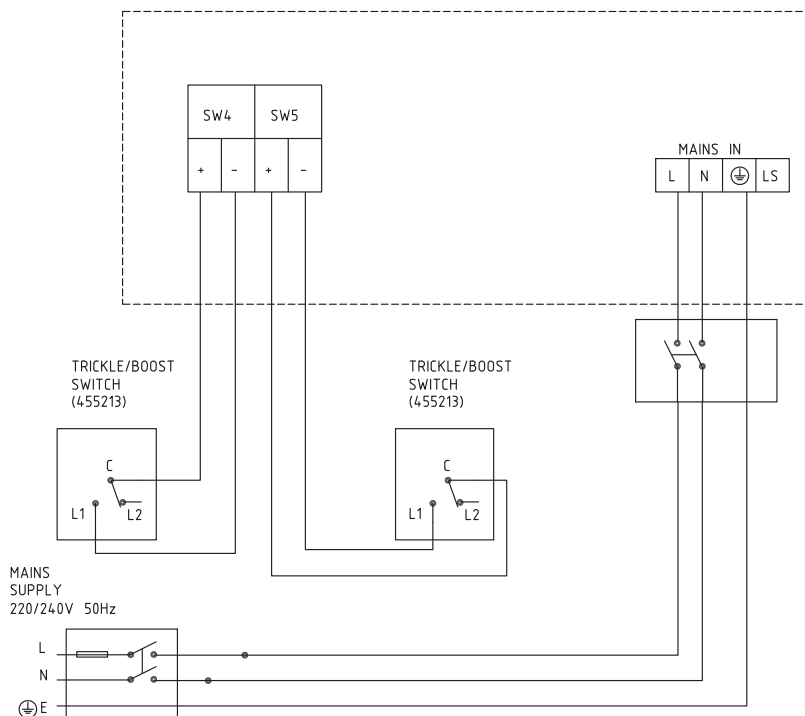 SW4 SW5
+ - + -
MAINS IN
L N LS
TRICKLE/BOOST
SWITCH
(455213)
C
L1 L2
TRICKLE/BOOST
SWITCH
(455213)
C
L1 L2
MAINS
SUPPLY
220/240V 50Hz
L
N
E